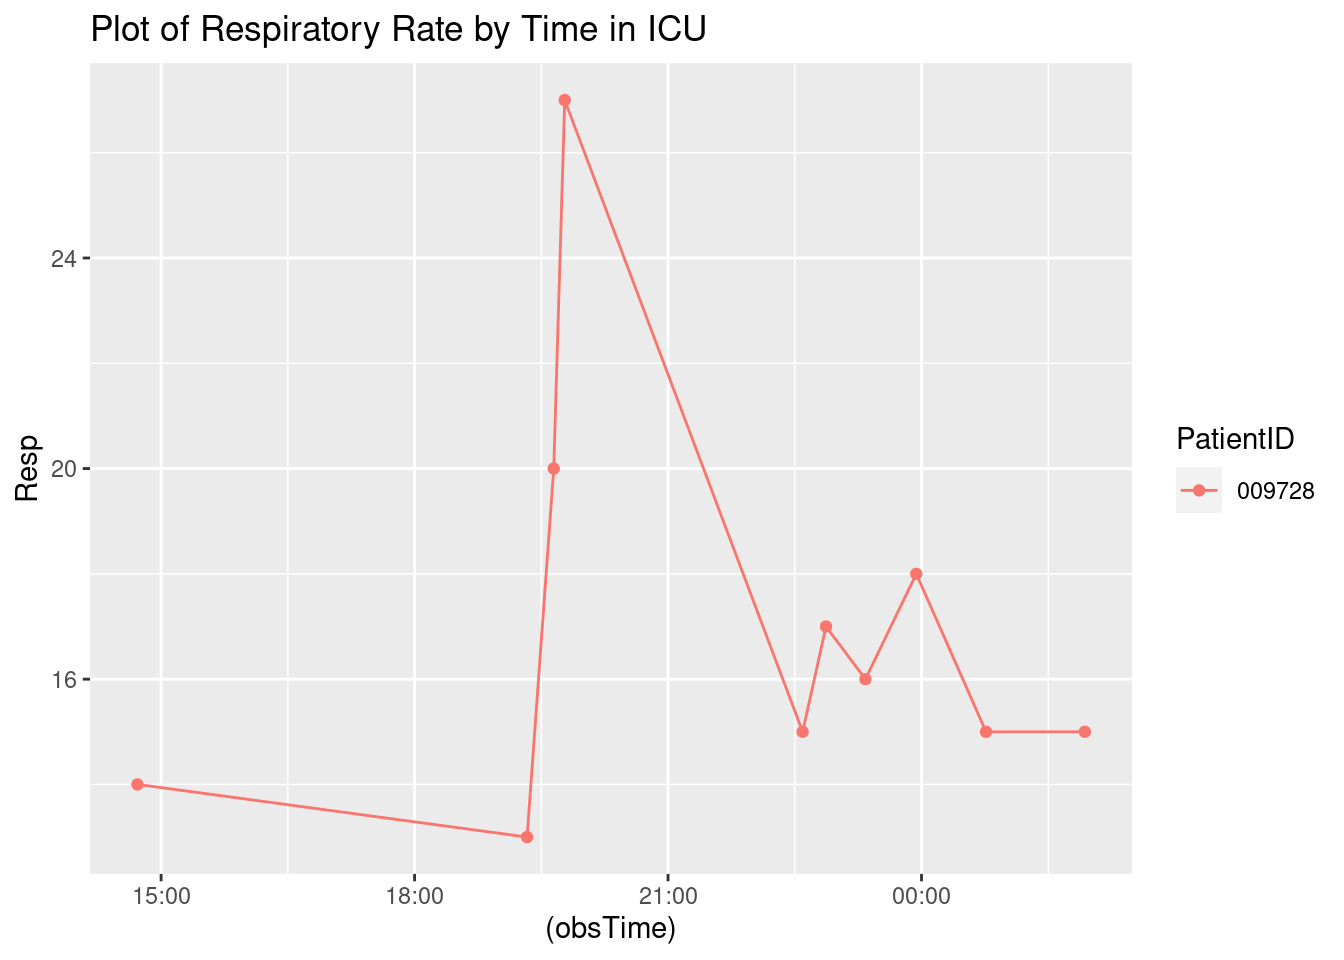 Plot of Respiratory Rate by Time in ICU
24
20
16
Resp
15:00 18:00 21:00 00:00
(obsTime)
PatientID
009728